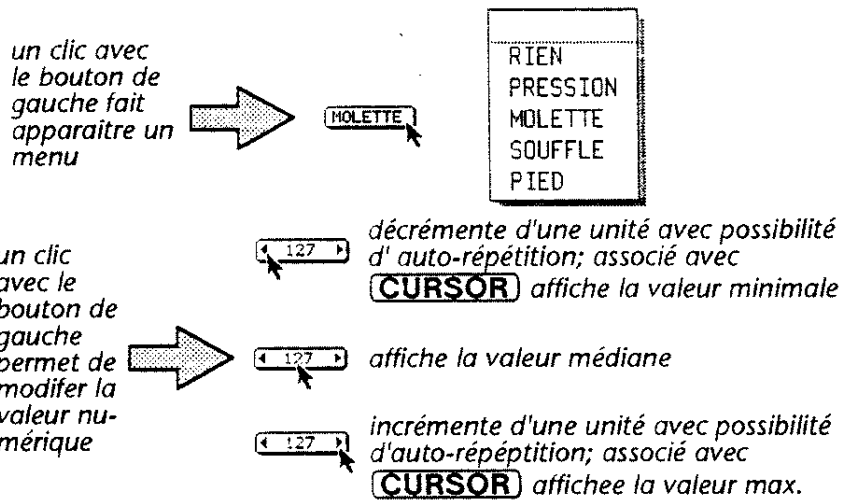 un clic avec
le bouton de
gauche fait
apparaître un
menu
MOLETTE
RIEN
PRESSION
MOLETTE
SOUFFLE
PIED
un clic
avec le
bouton de
gauche
permet de
modifer la
valeur nu-
mérique
127
décrémente d'une unité avec possibilité
d' auto-répétition; associé avec
CURSOR affiche la valeur minimale
127
affiche la valeur médiane
127
incrémente d'une unité avec possibilité
d'auto-répéptition; associé avec
CURSOR affichee la valeur max.